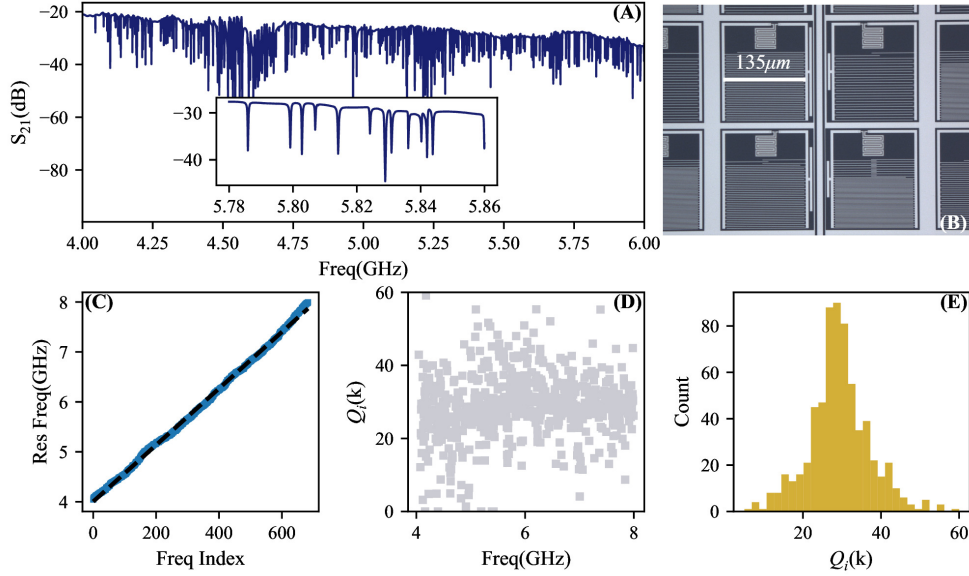 (A)
S21(dB)
−20
−40
−60
−80
−30
−40
5.78 5.80 5.82 5.84 5.86
4.00 4.25 4.50 4.75 5.00 5.25 5.50 5.75 6.00
Freq(GHz)
135μm
(B)
(C)
Res Freq(GHz)
8
7
6
5
4
0 200 400 600
Freq Index
(D)
Qi(k)
60
40
20
0
4 6 8
Freq(GHz)
(E)
Count
80
60
40
20
0
20 40 60
Qi(k)